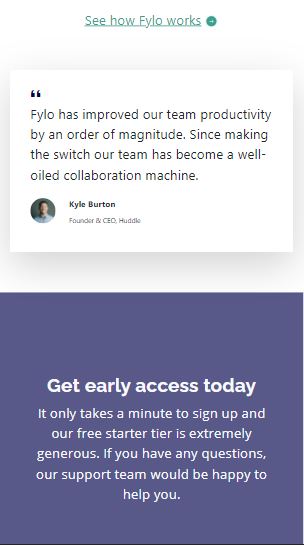 See how Fylo works
“
Fylo has improved our team productivity
by an order of magnitude. Since making
the switch our team has become a well-
oiled collaboration machine.
Kyle Burton
Founder & CEO, Huddle
Get early access today
It only takes a minute to sign up and
our free starter tier is extremely
generous. If you have any questions,
our support team would be happy to
help you.